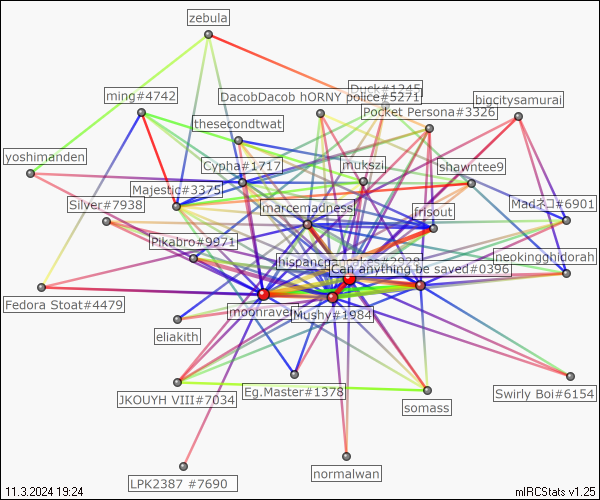 zebula
ming#4742
Duck#1245
DacobDacob hORNY police#5271
bigcitysamurai
Pocket Persona#3326
thesecondtwat
yoshimanden
Cypha#1717
mukszi
shawntee9
Majestic#3375
Silver#7938
marcemadness
frisout
Madネコ#6901
Pikabro#9971
neokingghidorah
Can anything be saved#0396
Fedora Stoat#4479
moonraven
Mushy#1984
eliakith
JKOUYH VIII#7034
Eg.Master#1378
somass
Swirly Boi#6154
normalwan
LPK2387 #7690
11.3.2024 19:24
mIRCStats v1.25